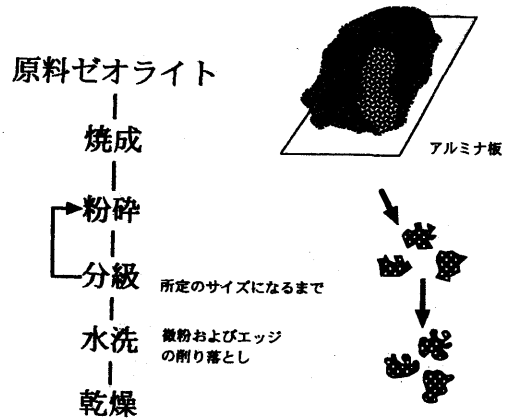 原料ゼオライト
焼成
粉砕
分級
所定のサイズになるまで
水洗
微粉およびエッジ
の削り落とし
乾燥
アルミナ板